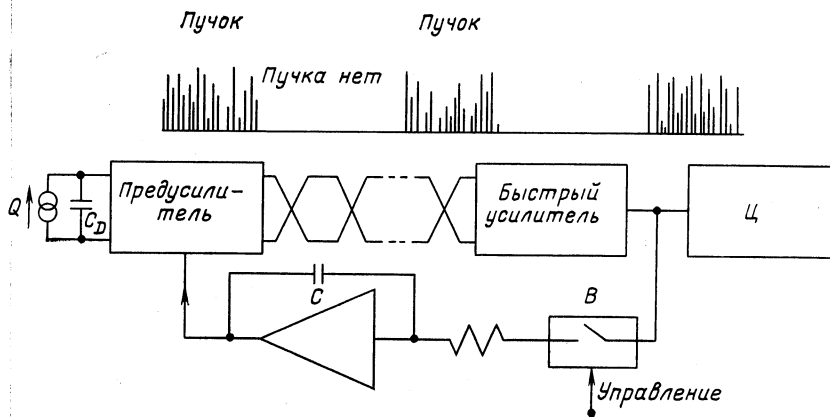 Пучок
Пучок
Пучка нет
Q
C_D
Предусили-
тель
Быстрый
усилитель
Ц
C
В
Управление